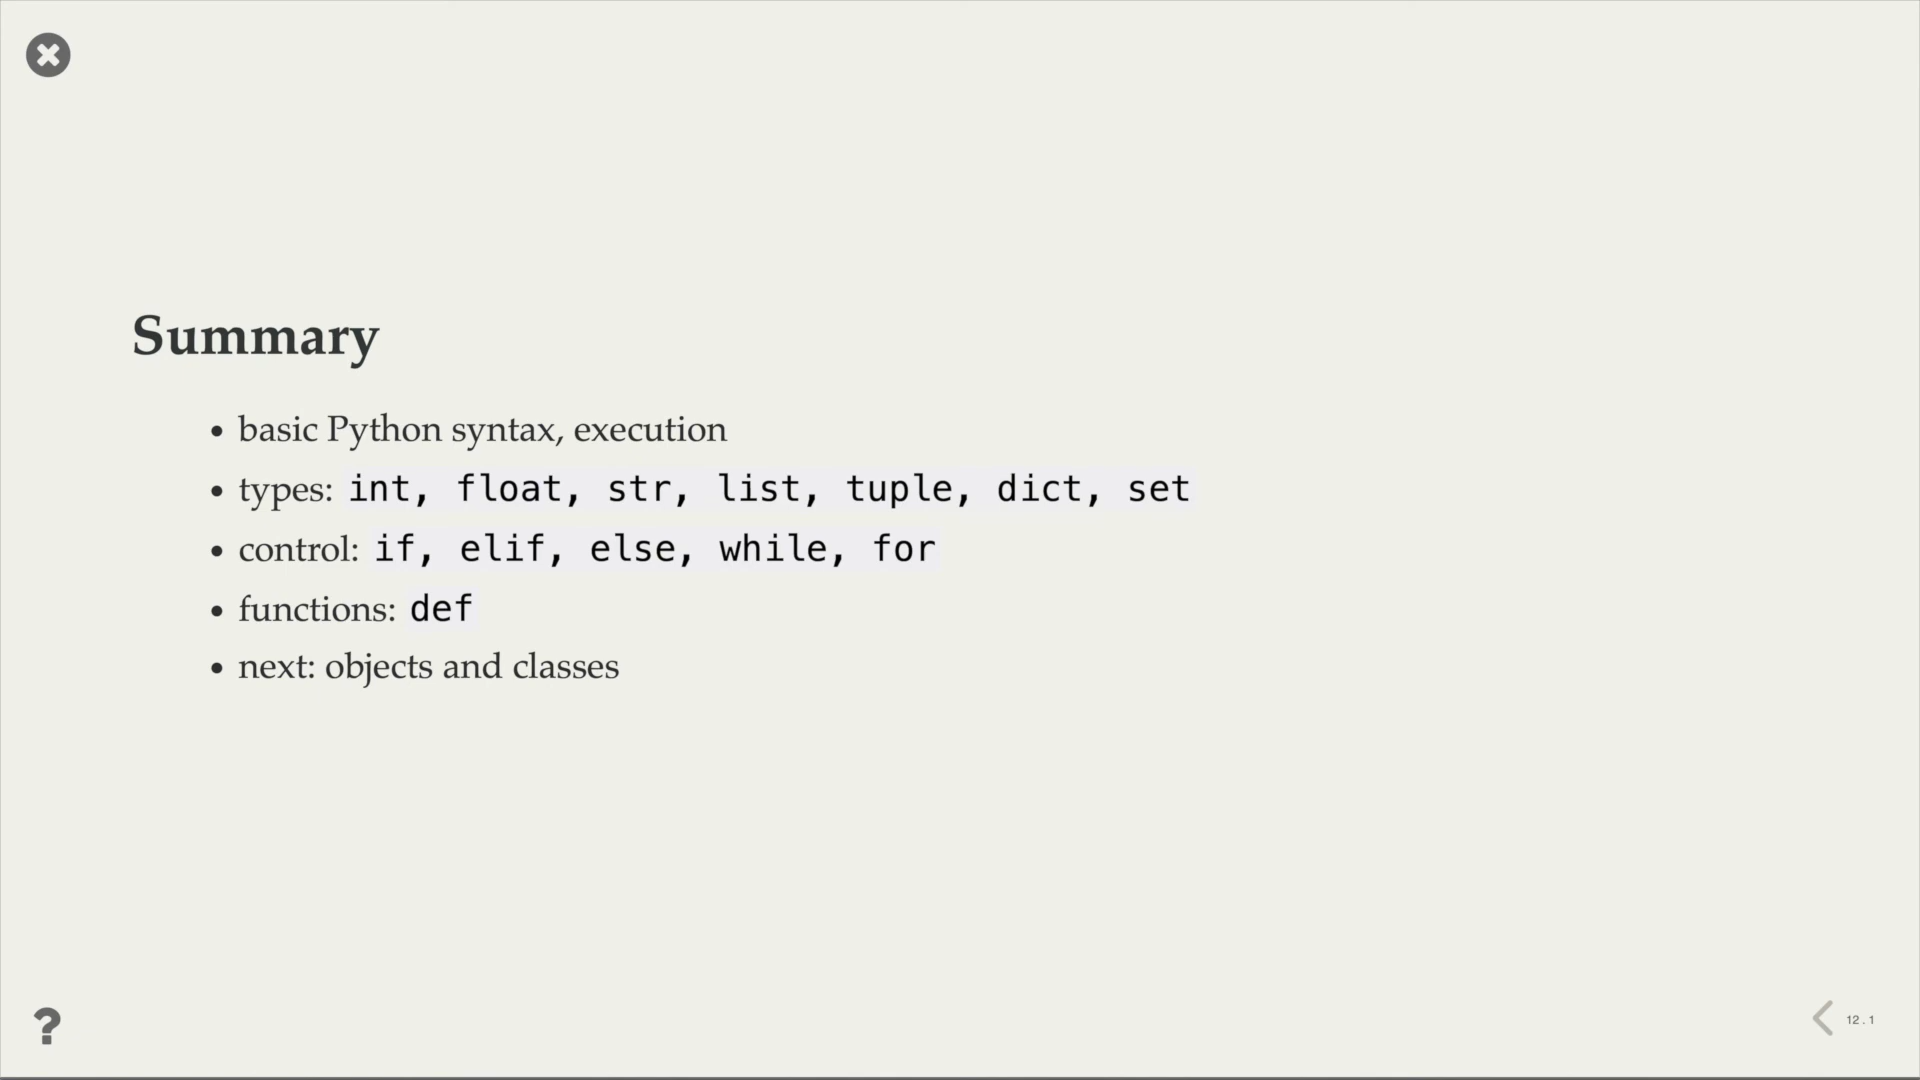 Summary
• basic Python syntax, execution
• types: int, float, str, list, tuple, dict, set
• control: if, elif, else, while, for
• functions: def
• next: objects and classes
?
12 . 1